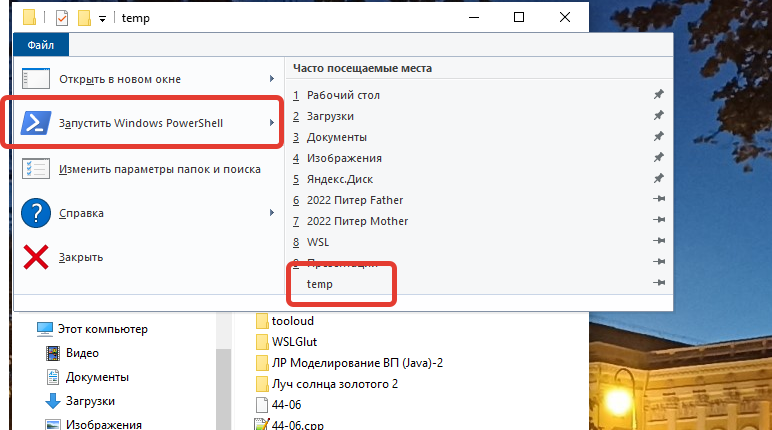 temp
Файл
Открыть в новом окне
Запустить Windows PowerShell
Изменить параметры папок и поиска
Справка
Закрыть
Часто посещаемые места
1 Рабочий стол
2 Загрузки
3 Документы
4 Изображения
5 Яндекс.Диск
6 2022 Питер Father
7 2022 Питер Mother
8 WSL
9 Презентации
temp
Этот компьютер
Видео
Документы
Загрузки
Изображения
tooloud
WSLGlut
ЛР Моделирование ВП (Java)-2
Луч солнца золотого 2
44-06
44-06.cpp